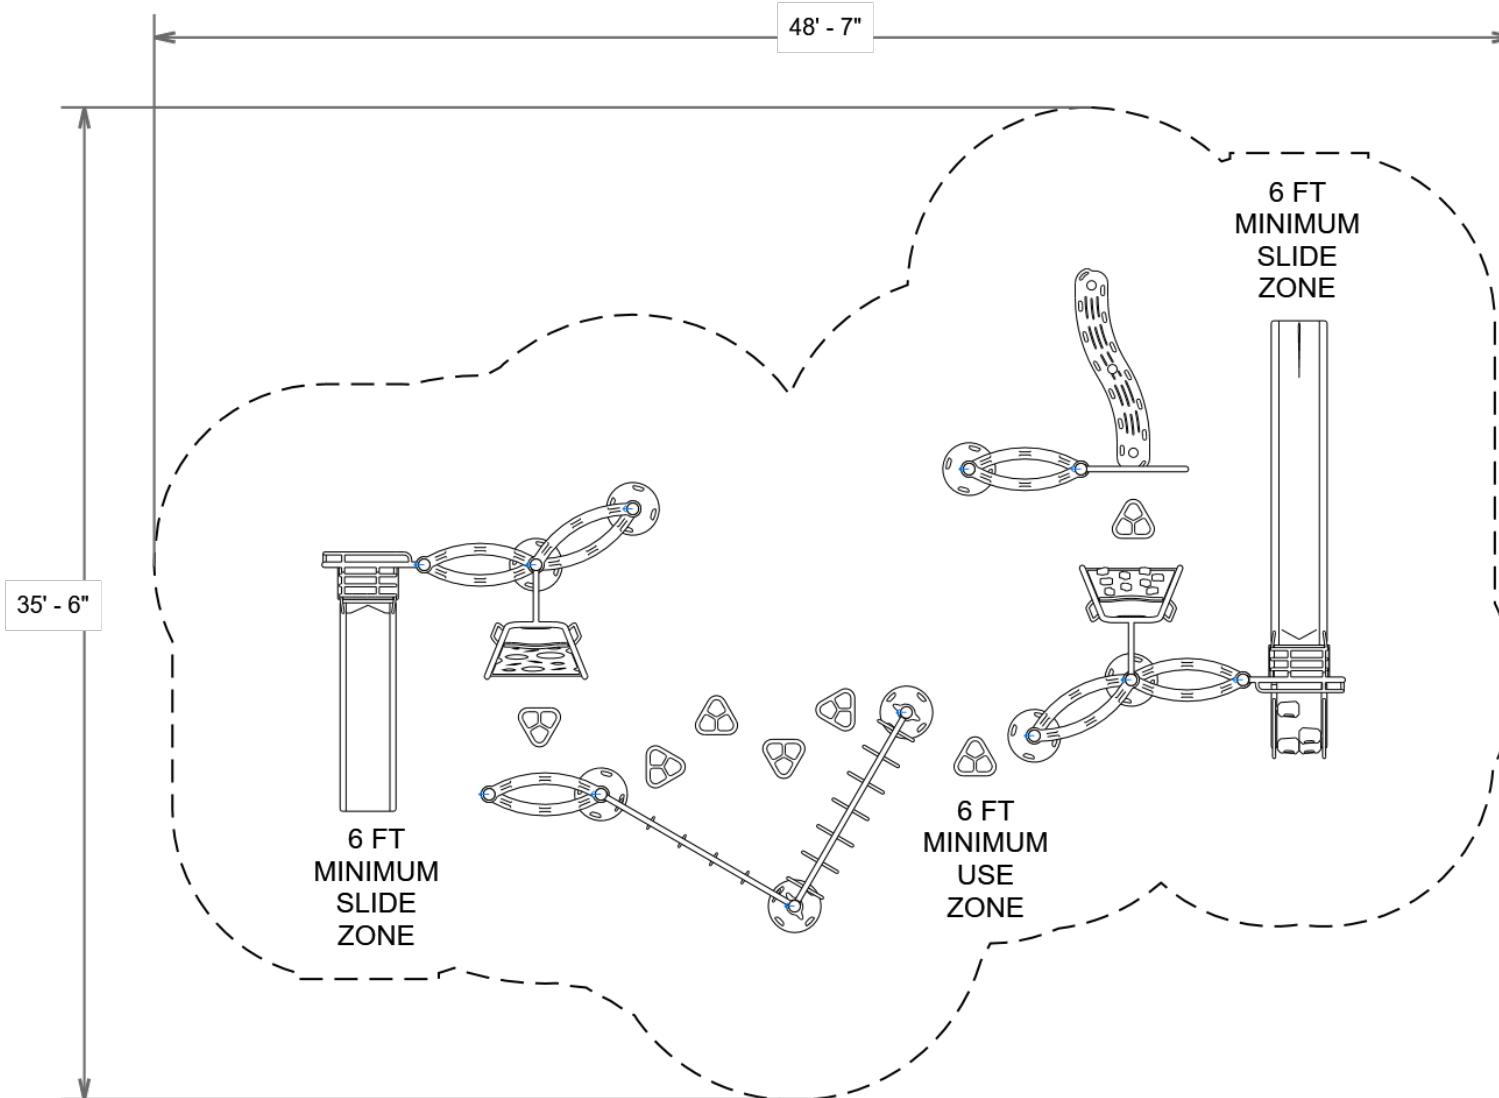 48' - 7"
6 FT
MINIMUM
SLIDE
ZONE
35' - 6"
6 FT
MINIMUM
SLIDE
ZONE
6 FT
MINIMUM
USE
ZONE